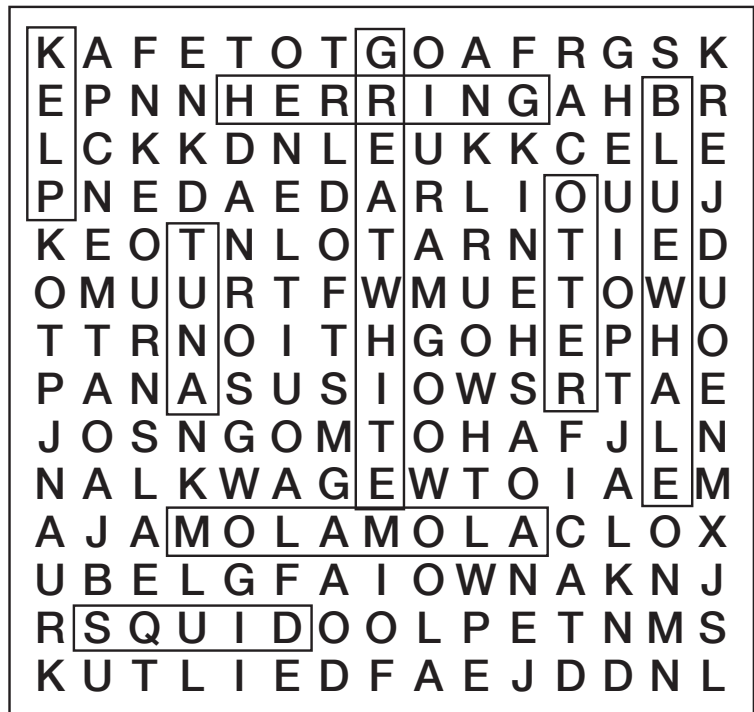 K A F E T O T G O A F R G S K
E P N N H E R R I N G A H B R
L C K K D N L E U K K C E L E
P N E D A E D A R L I O U U J
K E O T N L O T A R N T I E D
O M U U R T F W M U E T O W U
T T R N O I T H G O H E P H O
P A N A S U S I O W S R T A E
J O S N G O M T O H A F J L N
N A L K W A G E W T O I A E M
A J A M O L A M O L A C L O X
U B E L G F A I O W N A K N J
R S Q U I D O O L P E T N M S
K U T L I E D F A E J D D N L